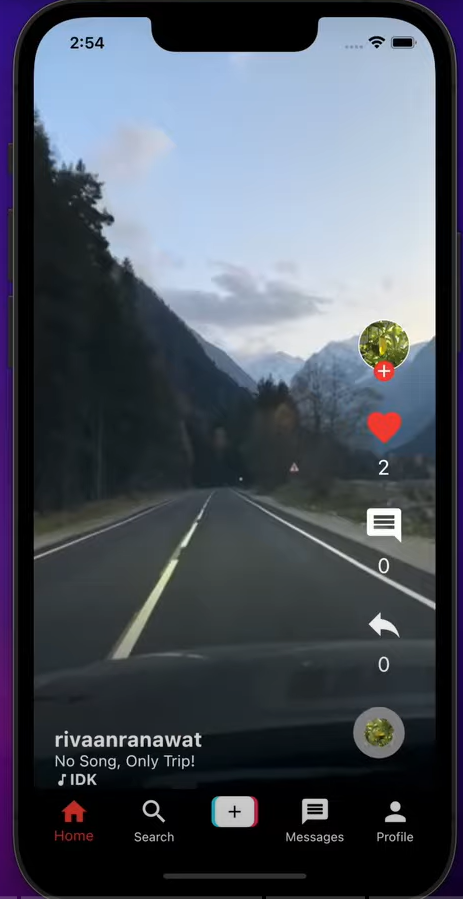 2:54
2
0
0
rivaanranawat
No Song, Only Trip!
IDK
Home
Search
Messages
Profile